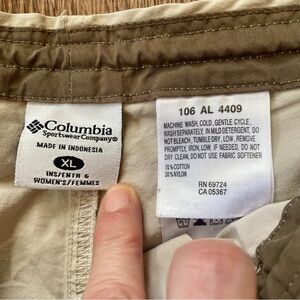 Columbia
Sportswear Company®
MADE IN INDONESIA
XL
INS/ENTR 6
WOMEN'S/FEMMES
106 AL 4409
MACHINE WASH, COLD, GENTLE CYCLE,
WASH SEPARATELY, IN MILD DETERGENT, DO
NOT BLEACH, TUMBLE DRY, LOW, REMOVE
PROMPTLY, IRON, LOW, IF NEEDED, DO NOT
DRY CLEAN, DO NOT USE FABRIC SOFTENER
70% COTTON
30% NYLON
RN 69724
CA 05367